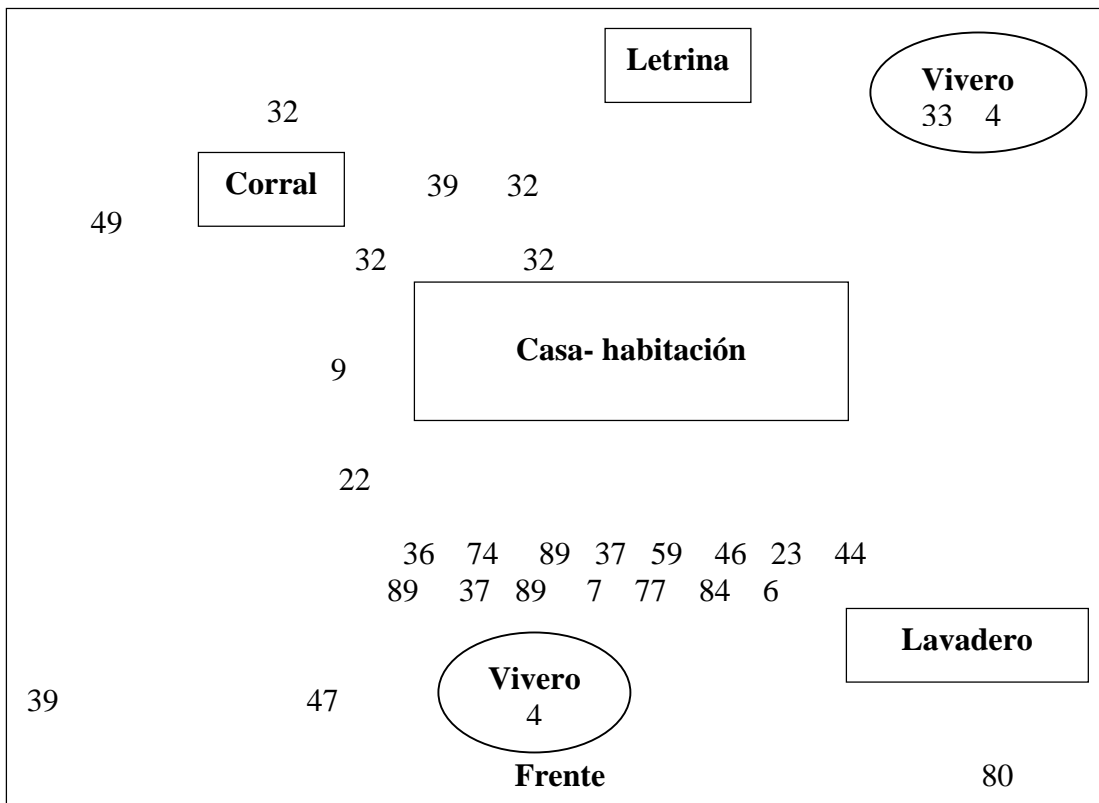 Letrina
Vivero
33 4
32
Corral
39 32
49
32 32
Casa- habitación
9
22
36 74 89 37 59 46 23 44
89 37 89 7 77 84 6
Lavadero
Vivero
39 47
4
Frente 80